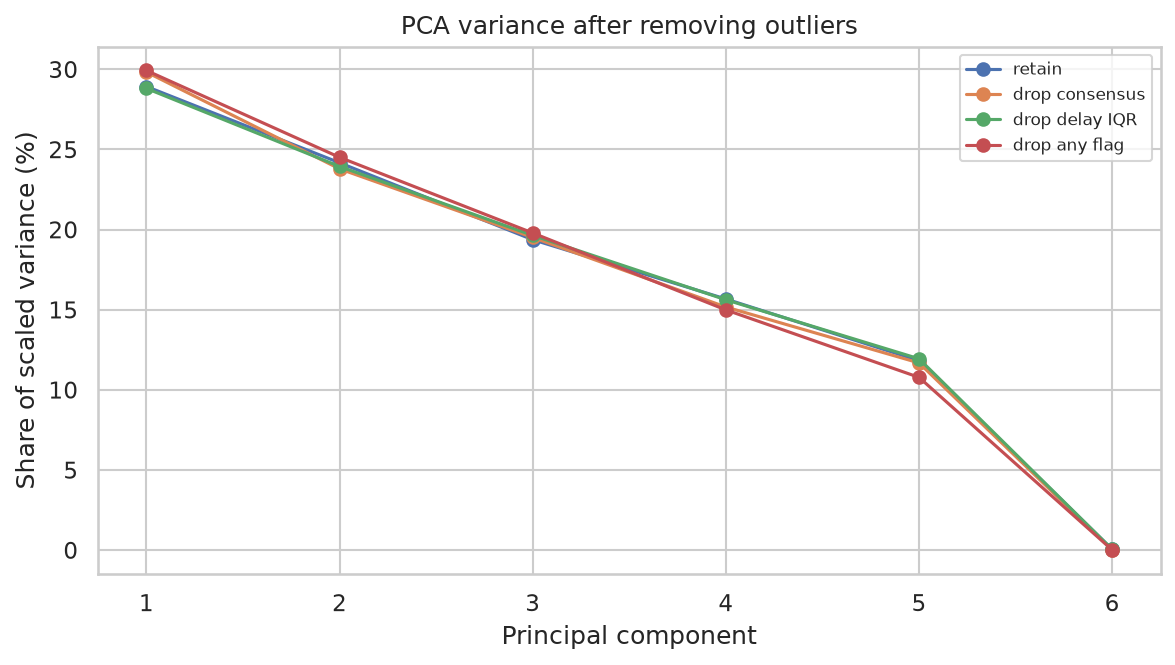 PCA variance after removing outliers
Share of scaled variance (%)
30
25
20
15
10
5
0
retain
drop consensus
drop delay IQR
drop any flag
1 2 3 4 5 6
Principal component